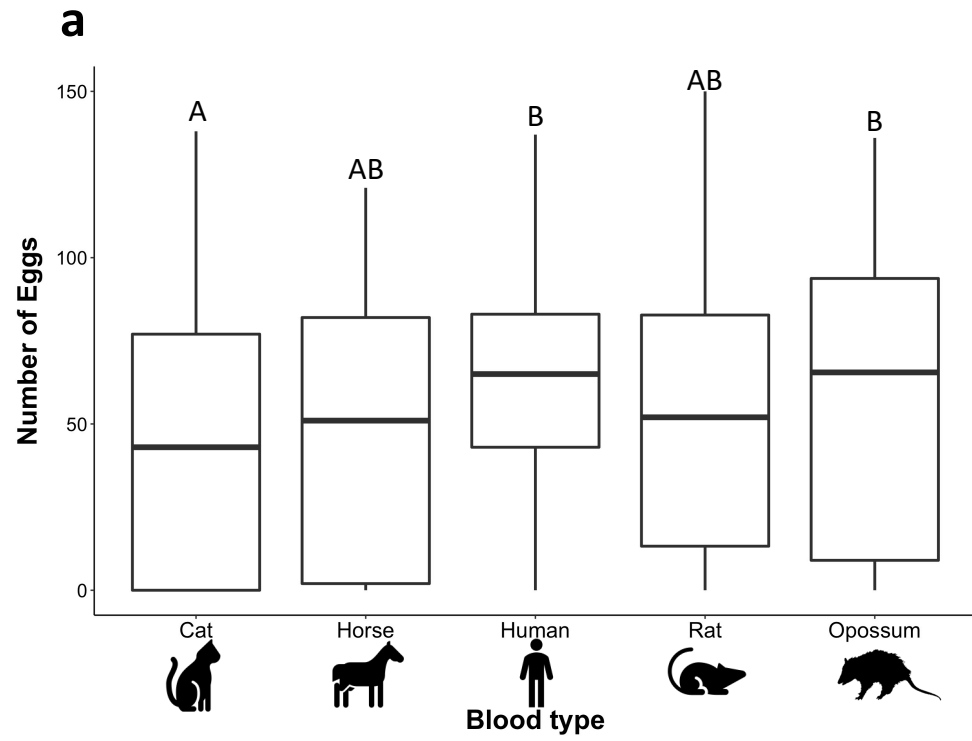 a
Number of Eggs
150
100
50
0
A
AB
B
AB
B
Cat Horse Human Rat Opossum
Blood type